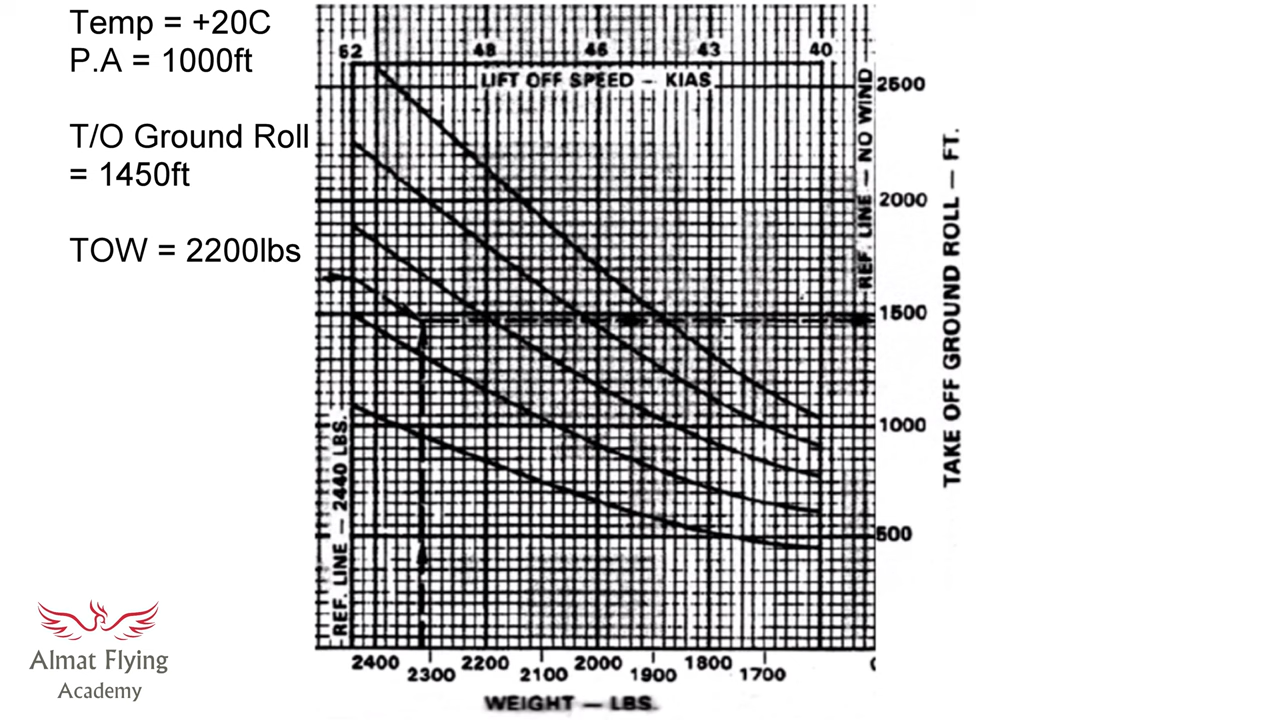 Temp = +20C
P.A = 1000ft
T/O Ground Roll
= 1450ft
TOW = 2200lbs
52 48 46 43 40
LIFT OFF SPEED – KIAS
REF. LINE – NO WIND
2500
2000
1500
1000
500
TAKE OFF GROUND ROLL – FT.
REF. LINE – 2440 LBS.
2400 2200 2000 1800
2300 2100 1900 1700
WEIGHT – LBS.
Almat Flying
Academy